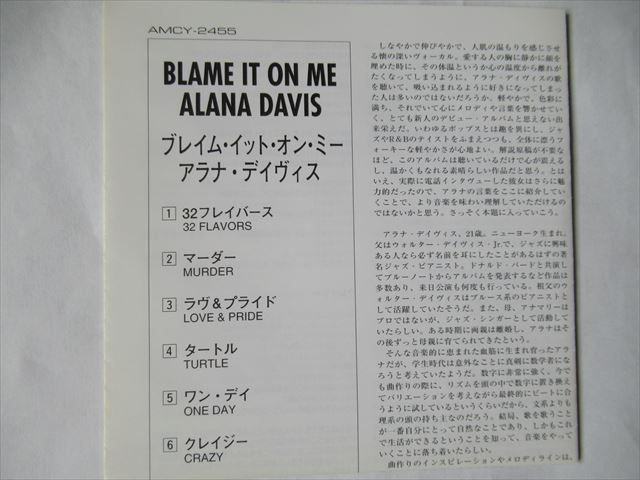 AMCY-2455
BLAME IT ON ME
ALANA DAVIS
ブレイム・イット・オン・ミー
アラナ・デイヴィス
1 32フレイバース
32 FLAVORS
2 マーダー
MURDER
3 ラヴ&プライド
LOVE & PRIDE
4 タートル
TURTLE
5 ワン・デイ
ONE DAY
6 クレイジー
CRAZY
しなやかで伸びやかで、人肌の温もりを感じさせ
る懐の深いヴォーカル。愛する人の胸に静かに顔を
埋めた時に、その体温というか心の温度から離れが
たくなってしまうように、アラナ・デイヴィスの歌
を聴いて、吸い込まれるように好きになってしまっ
た人は多いのではないだろうか。軽やかで、色彩に
満ち、それでいて心にメロディや言葉を響かせてい
く、とても新人のデビュー・アルバムと思えない出
来栄えだ。いわゆるポップスとは趣を異にし、ジャ
ズやR&Bのテイストをふまえつつも、全体に漂うフ
ォーキーな軽やかさが心地よい。解説原稿が不要な
ほど、このアルバムは聴いているだけで心が震える
し、温かくもなれる素晴らしい作品だと思う。とは
いえ、実際に電話インタヴューした彼女はさらに魅
力的だったので、アラナの言葉をここに紹介してい
くことで、より音楽を味わい理解していただけるの
ではないかと思う。さっそく本題に入っていこう。
アラナ・デイヴィス、21歳。ニューヨーク生まれ。
父はウォルター・デイヴィス・Jr.で、ジャズに興味
ある人なら必ず名前を耳にしたことがあるはずの著
名ジャズ・ピアニスト。ドナルド・バードと共演し
てブルーノートからアルバムを発表するなど作品は
多数あり、来日公演も何度も行っている。祖父のウ
ォルター・デイヴィスはブルース系のピアニストと
して活躍していたそうだ。また、母、アナマリーは
プロではないが、ジャズ・シンガーとして活動して
いたらしい。ある時期に両親は離婚し、アラナはそ
の後ずっと母親に育てられてきたという。
そんな音楽的に恵まれた血筋に生まれ育ったアラ
ナだが、学生時代は意外なことに真剣に数学者にな
ろうと考えていたようだ。数字に非常に強く、今で
も曲作りの際に、リズムを頭の中で数字に置き換え
てバリエーションを考えながら最終的にビートに合
うように試しているというくらいだから、文系よりも
理系の頭の持ち主なのだろう。結局、歌を歌うこと
が一番自分にとって自然なことであり、しかもこれ
で生活ができるということを知って、音楽をやって
いくことに落ち着いたらしい。
曲作りのインスピレーションやメロディラインは、